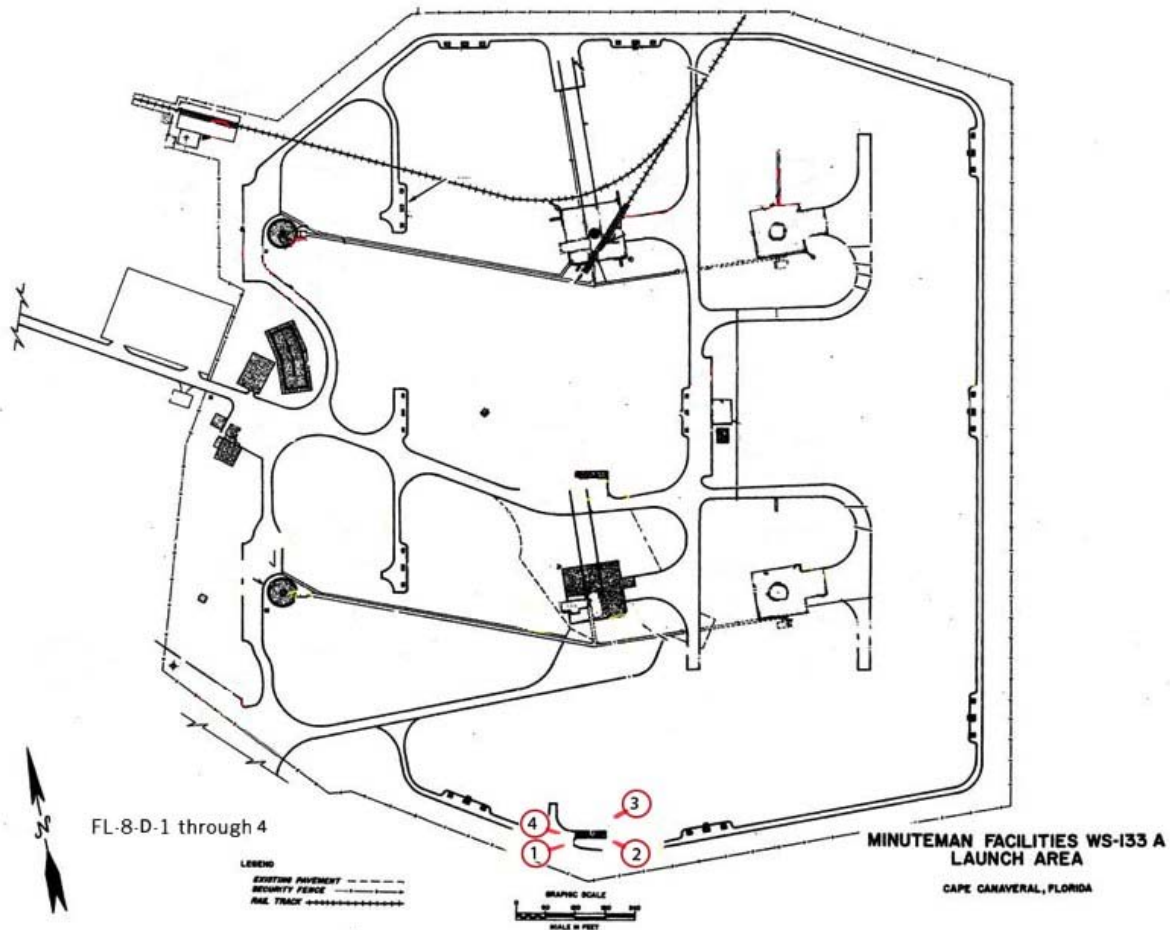 3
4
1
2
FL-8-D-1 through 4
MINUTEMAN FACILITIES WS-133 A
LAUNCH AREA
CAPE CANAVERAL, FLORIDA
LEGEND
EXISTING PAVEMENT
SECURITY FENCE
RAIL TRACK
GRAPHIC SCALE
0
SCALE IN FEET